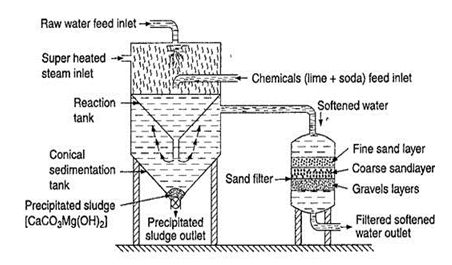 Raw water feed inlet
Super heated
steam inlet
Chemicals (lime + soda) feed inlet
Reaction
tank
Softened water
Conical
sedimentation
tank
Fine sand layer
Coarse sandlayer
Sand filter
Gravels layers
Precipitated sludge
[CaCO₃Mg(OH)₂]
Precipitated
sludge outlet
Filtered softened
water outlet